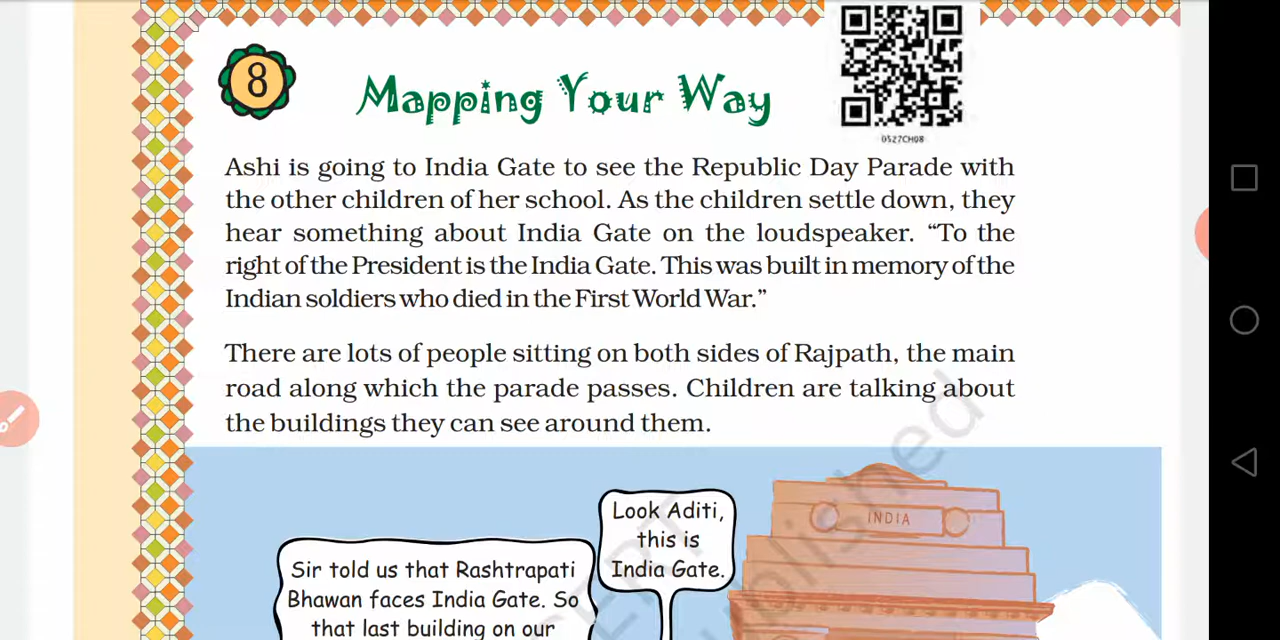 8
Mapping Your Way
0527CH08
Ashi is going to India Gate to see the Republic Day Parade with
the other children of her school. As the children settle down, they
hear something about India Gate on the loudspeaker. “To the
right of the President is the India Gate. This was built in memory of the
Indian soldiers who died in the First World War.”
There are lots of people sitting on both sides of Rajpath, the main
road along which the parade passes. Children are talking about
the buildings they can see around them.
Look Aditi,
this is
India Gate.
INDIA
Sir told us that Rashtrapati
Bhawan faces India Gate. So
that last building on our